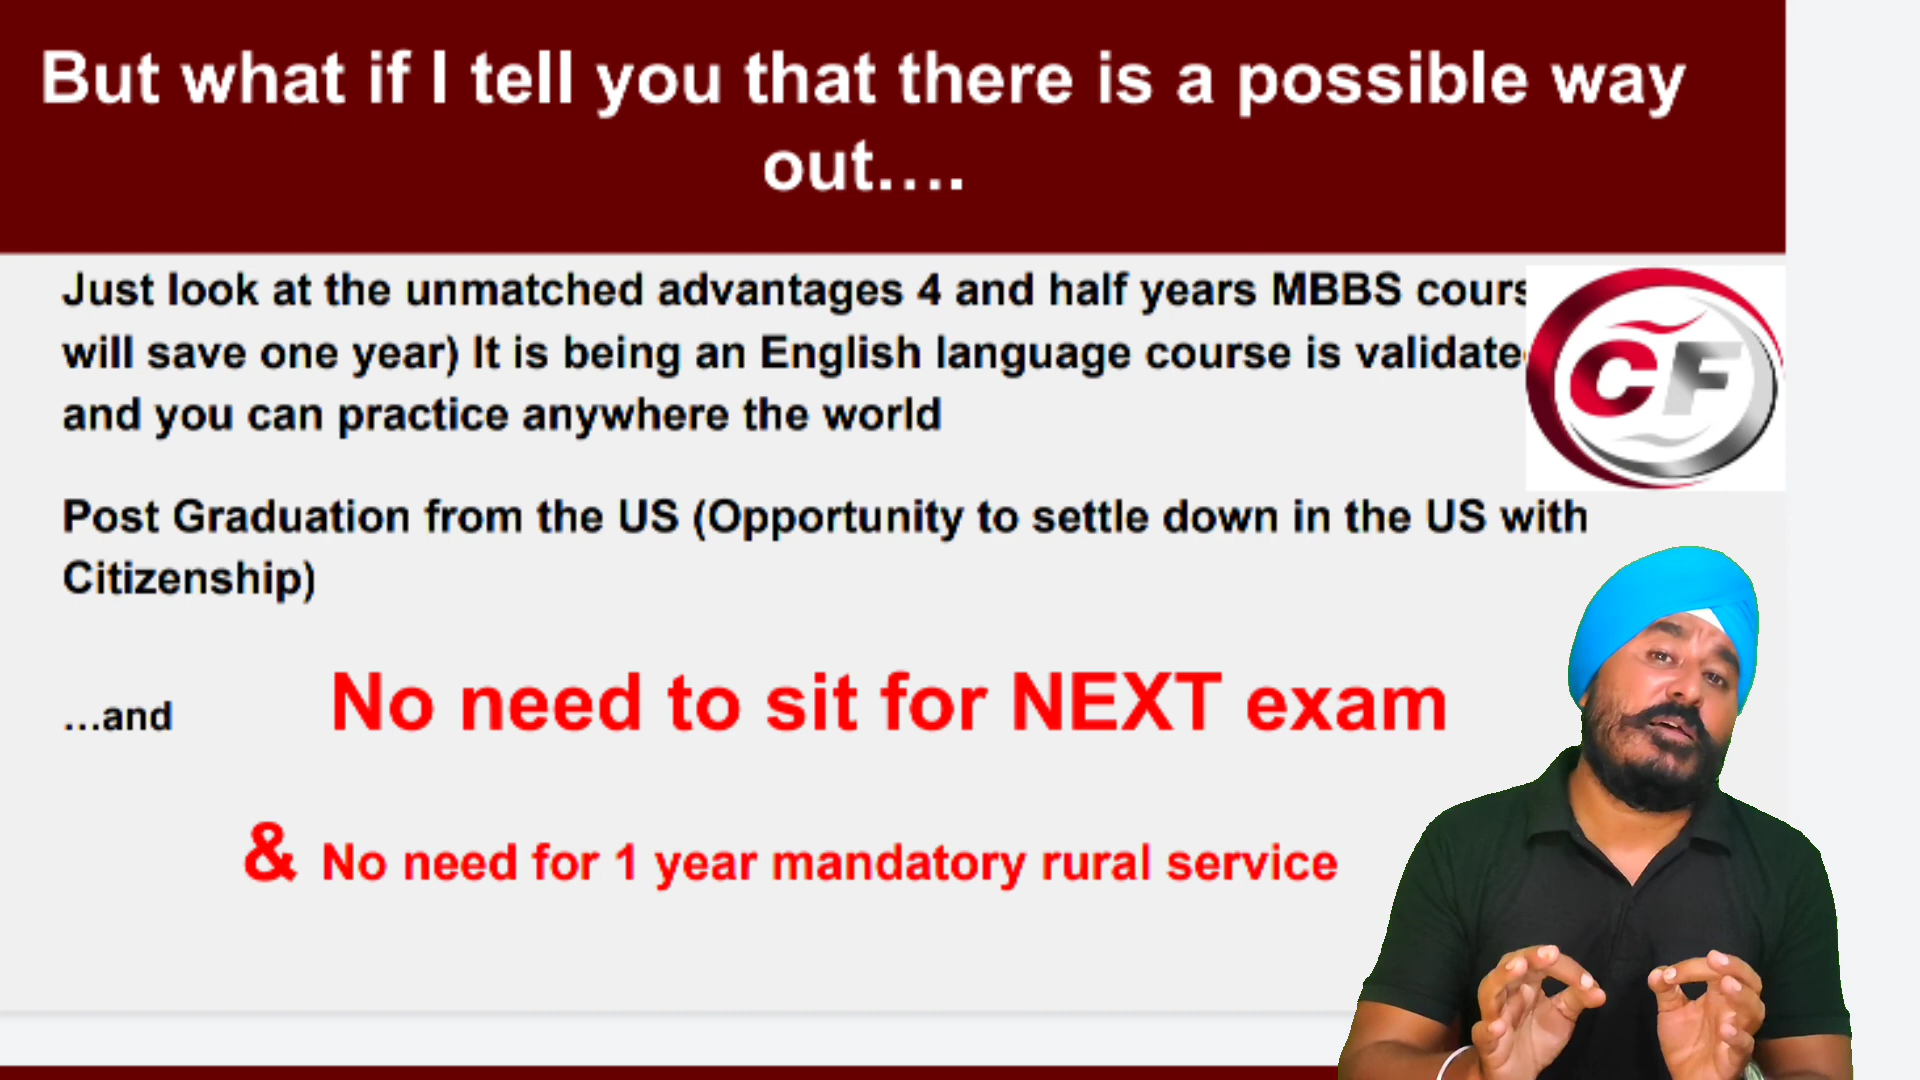 But what if I tell you that there is a possible way
out....
Just look at the unmatched advantages 4 and half years MBBS
will save one year) It is being an English language course is
and you can practice anywhere the world
CF
Post Graduation from the US (Opportunity to settle down in the US with
Citizenship)
...and No need to sit for NEXT exam
& No need for 1 year mandatory rural service